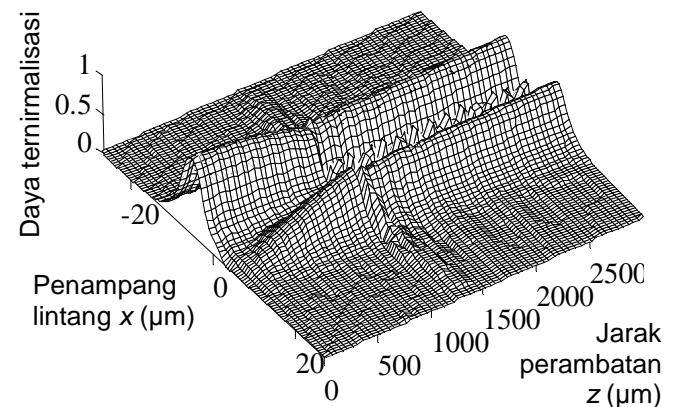 Daya ternirmalisasi
1
0.5
0
-20
0
20
Penampang
lintang x (µm)
0
500
1000
1500
2000
2500
Jarak
perambatan
z (µm)